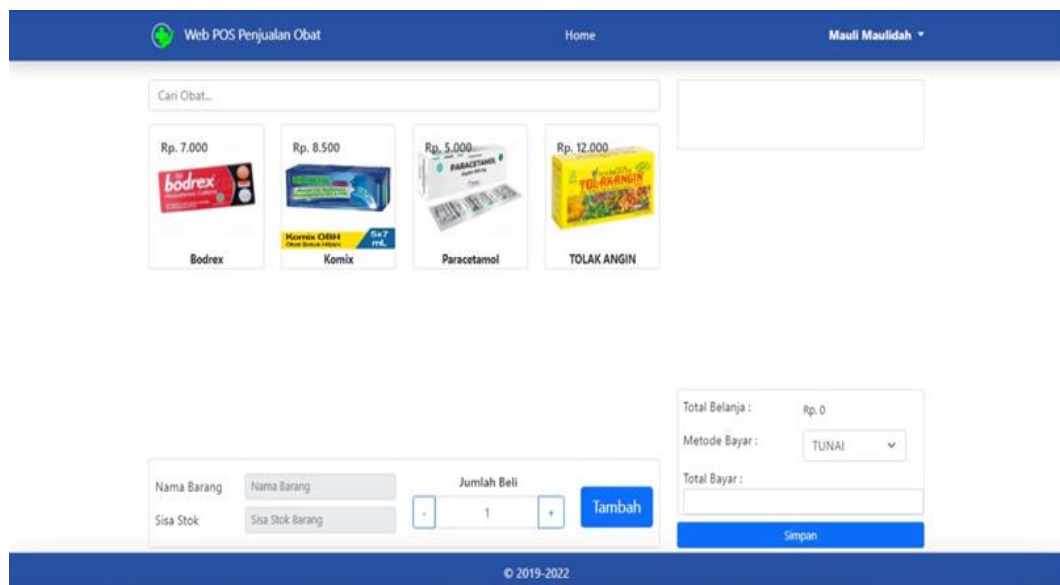 Web POS Penjualan Obat
Home
Mauli Maulidah
Cari Obat...
Rp. 7.000
bodrex
Bodrex
Rp. 8.500
Komix OBH
5x7 mL
Komix
Rp. 5.000
PARACETAMOL
Paracetamol
Rp. 12.000
TOLAK ANGIN
TOLAK ANGIN
Nama Barang
Nama Barang
Sisa Stok
Sisa Stok Barang
Jumlah Beli
- 1 +
Tambah
Total Belanja : Rp. 0
Metode Bayar : TUNAI
Total Bayar :
Simpan
© 2019-2022